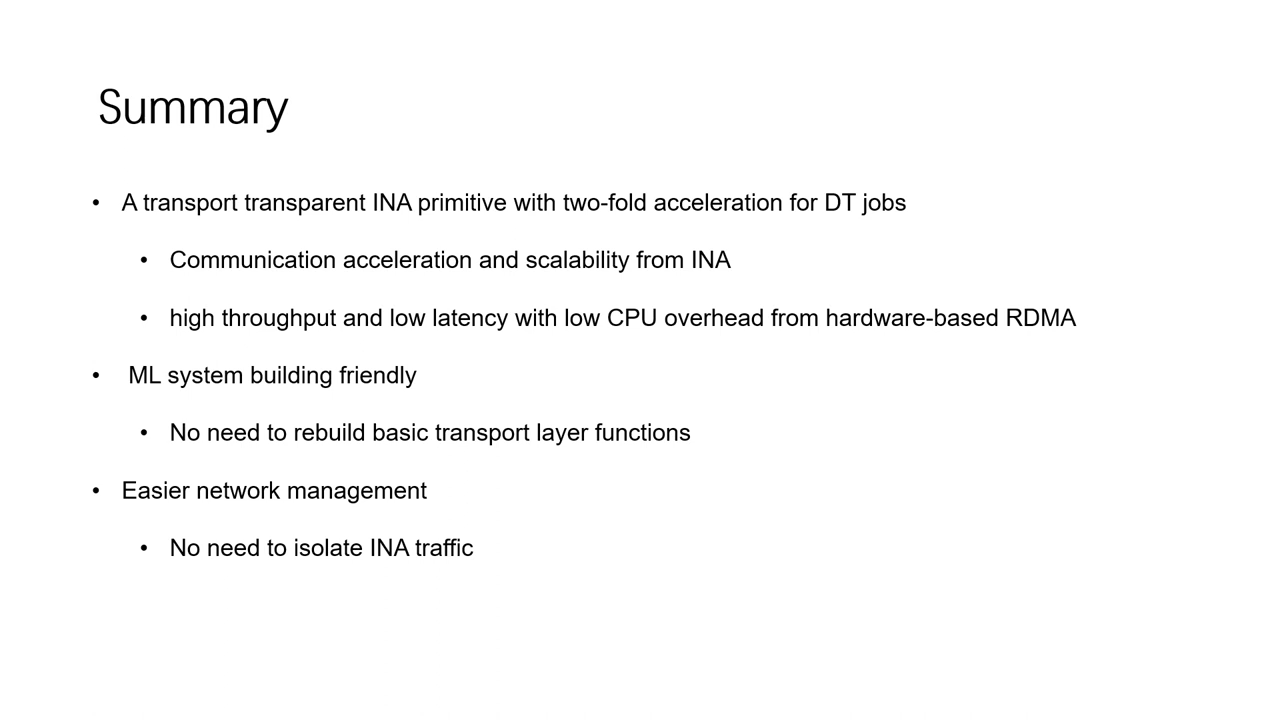 Summary
• A transport transparent INA primitive with two-fold acceleration for DT jobs
• Communication acceleration and scalability from INA
• high throughput and low latency with low CPU overhead from hardware-based RDMA
• ML system building friendly
• No need to rebuild basic transport layer functions
• Easier network management
• No need to isolate INA traffic